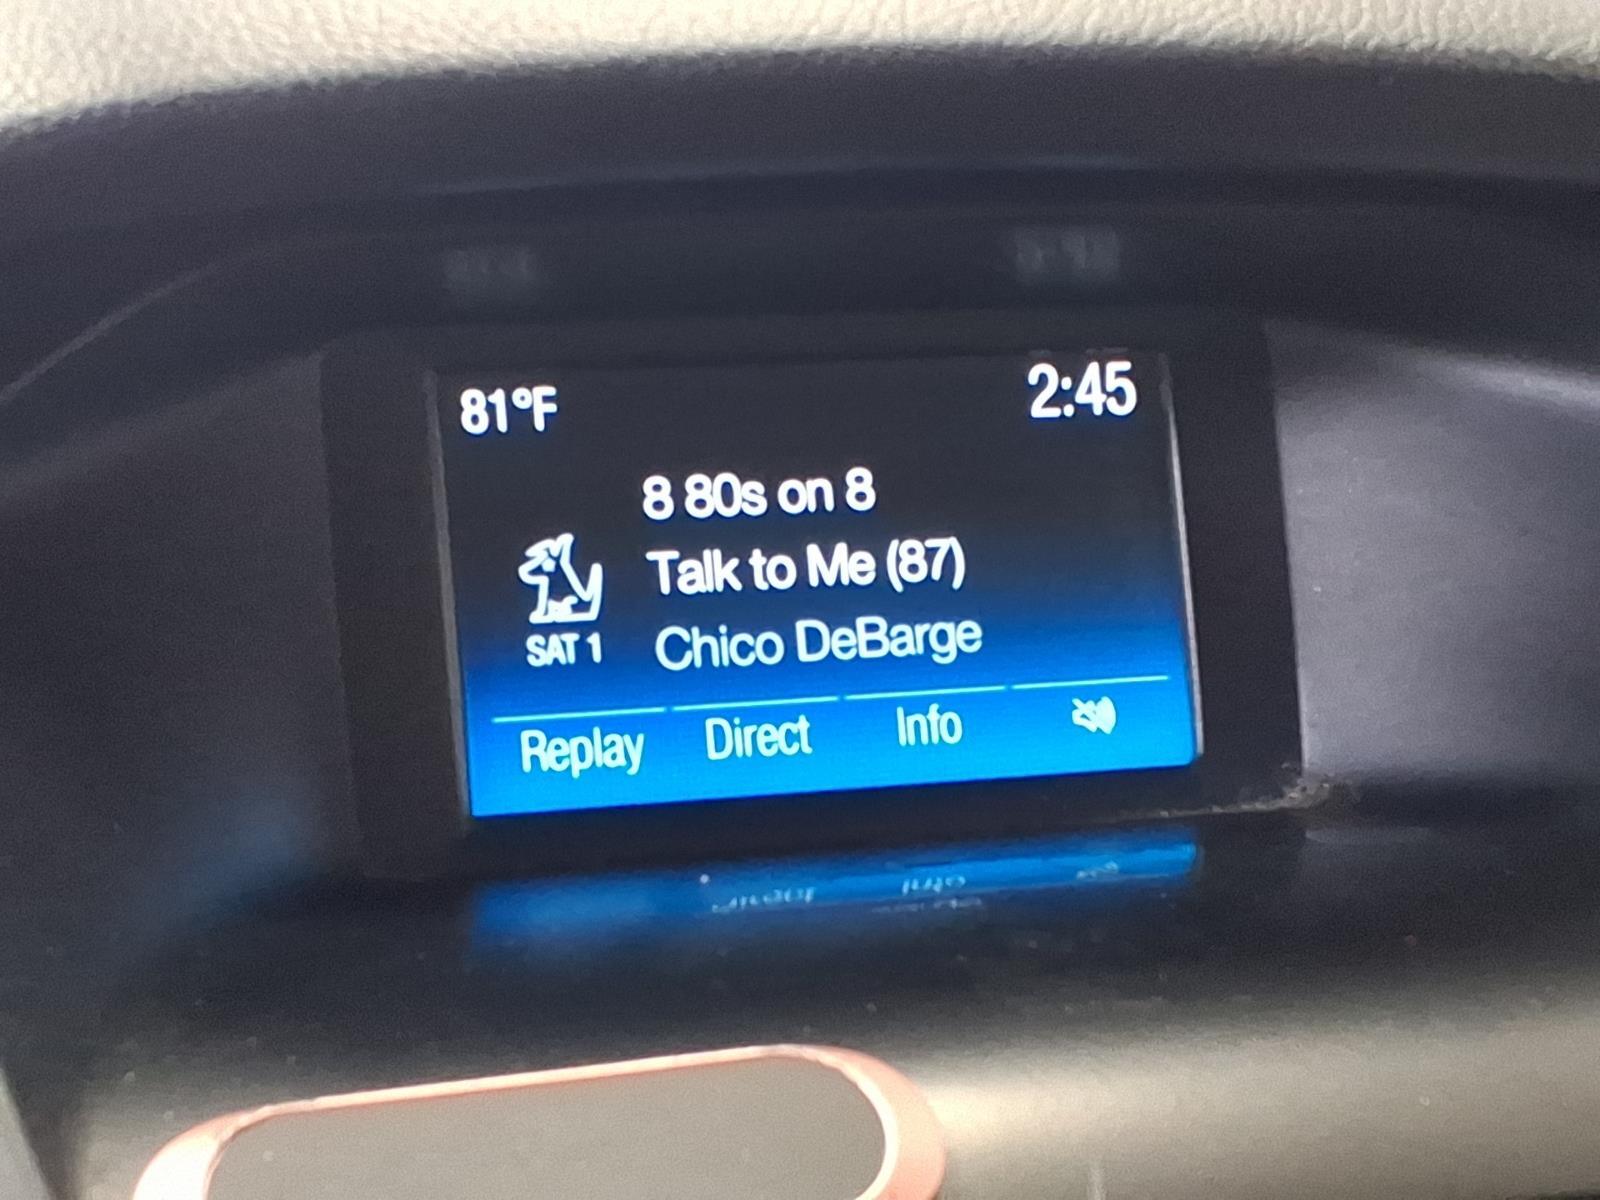 81°F 2:45
8 80s on 8
Talk to Me (87)
SAT 1
Chico DeBarge
Replay Direct Info